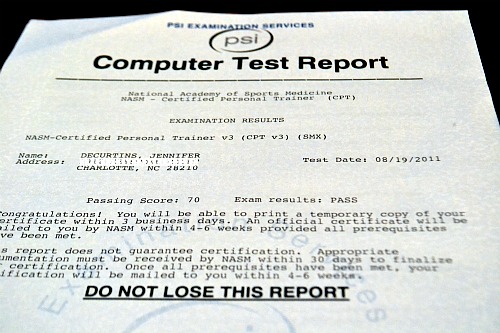 PSI EXAMINATION SERVICES
psi
Computer Test Report
National Academy of Sports Medicine
NASM - Certified Personal Trainer (CPT)
EXAMINATION RESULTS
NASM-Certified Personal Trainer v3 (CPT v3) (SMX)
Name: DECURTINS, JENNIFER
Address:
Test Date: 08/19/2011
CHARLOTTE, NC 28210
Passing Score: 70 Exam results: PASS
ongratulations! You will be able to print a temporary copy of your
ertificate within 3 business days. An official certificate will be
iled to you by NASM within 4-6 weeks provided all prerequisites
ve been met.
s report does not guarantee certification. Appropriate
umentation must be received by NASM within 30 days to finalize
certification. Once all prerequisites have been met, your
ification will be mailed to you within 4-6 weeks.
DO NOT LOSE THIS REPORT